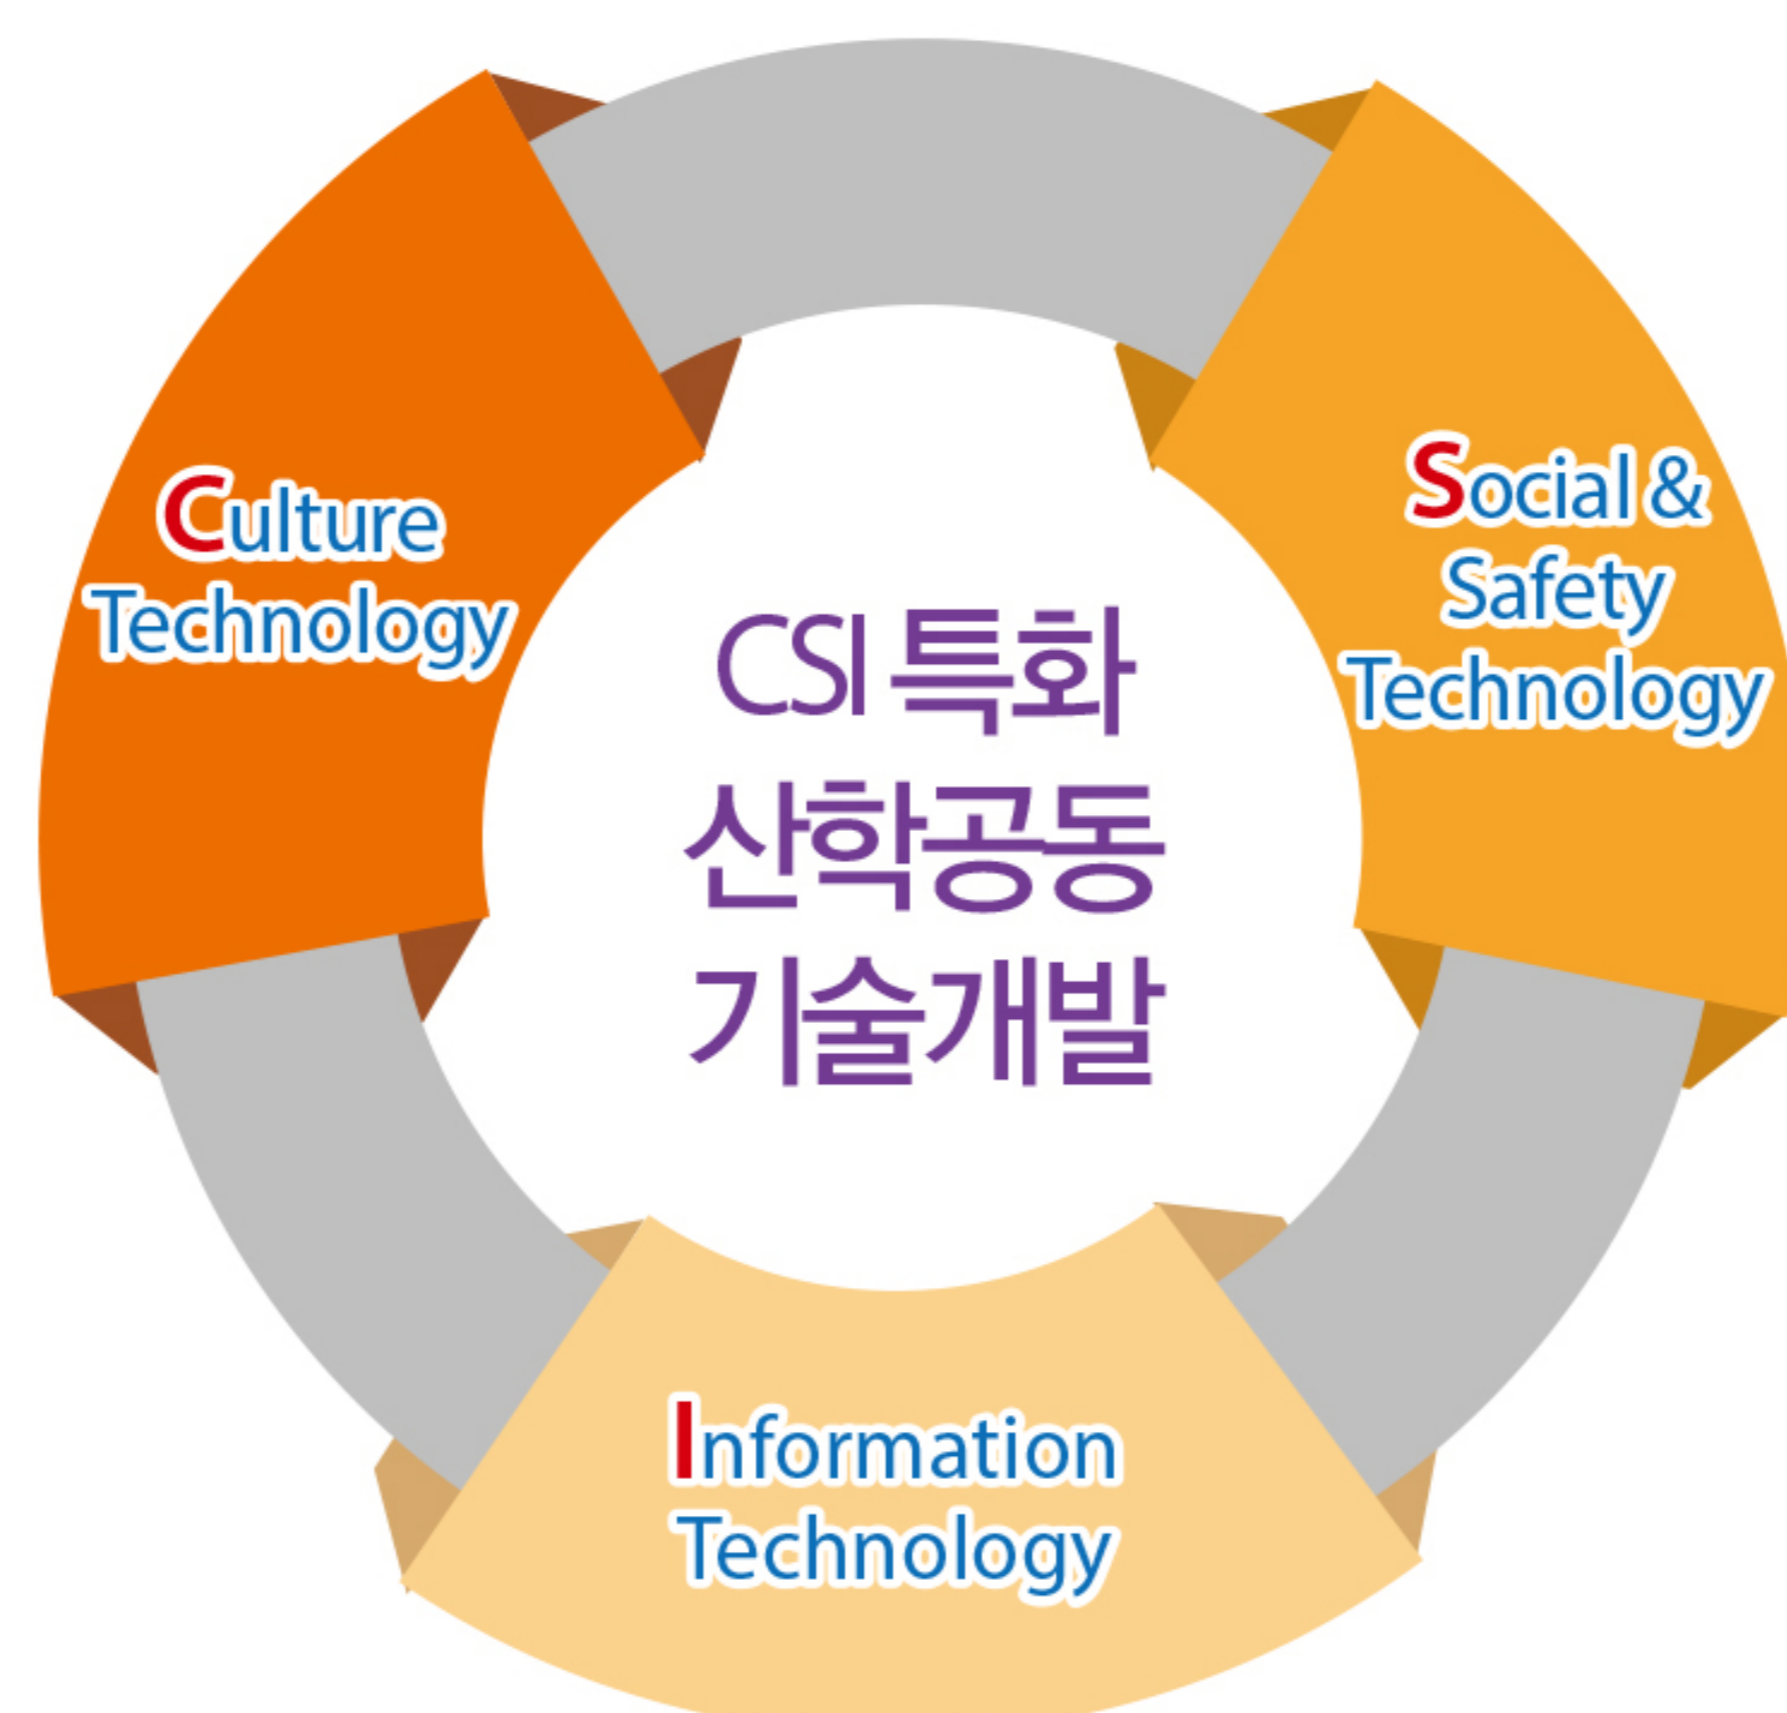 Culture
Technology
Social &
Safety
Technology
CSI 특화
산학공동
기술개발
Information
Technology